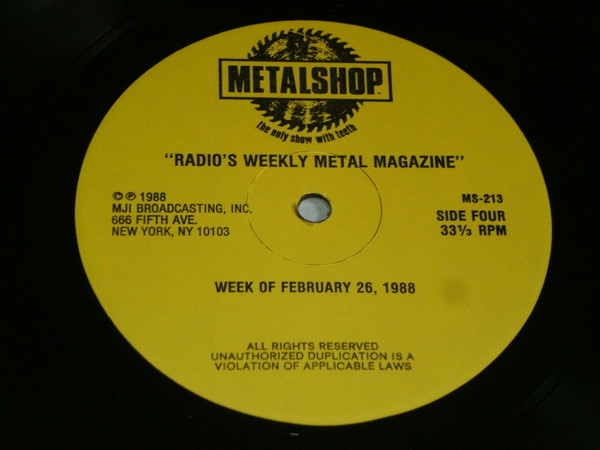 METALSHOP
the only show with teeth
"RADIO'S WEEKLY METAL MAGAZINE"
© ℗ 1988
MJI BROADCASTING, INC.
666 FIFTH AVE.
NEW YORK, NY 10103
MS-213
SIDE FOUR
33⅓ RPM
WEEK OF FEBRUARY 26, 1988
ALL RIGHTS RESERVED
UNAUTHORIZED DUPLICATION IS A
VIOLATION OF APPLICABLE LAWS